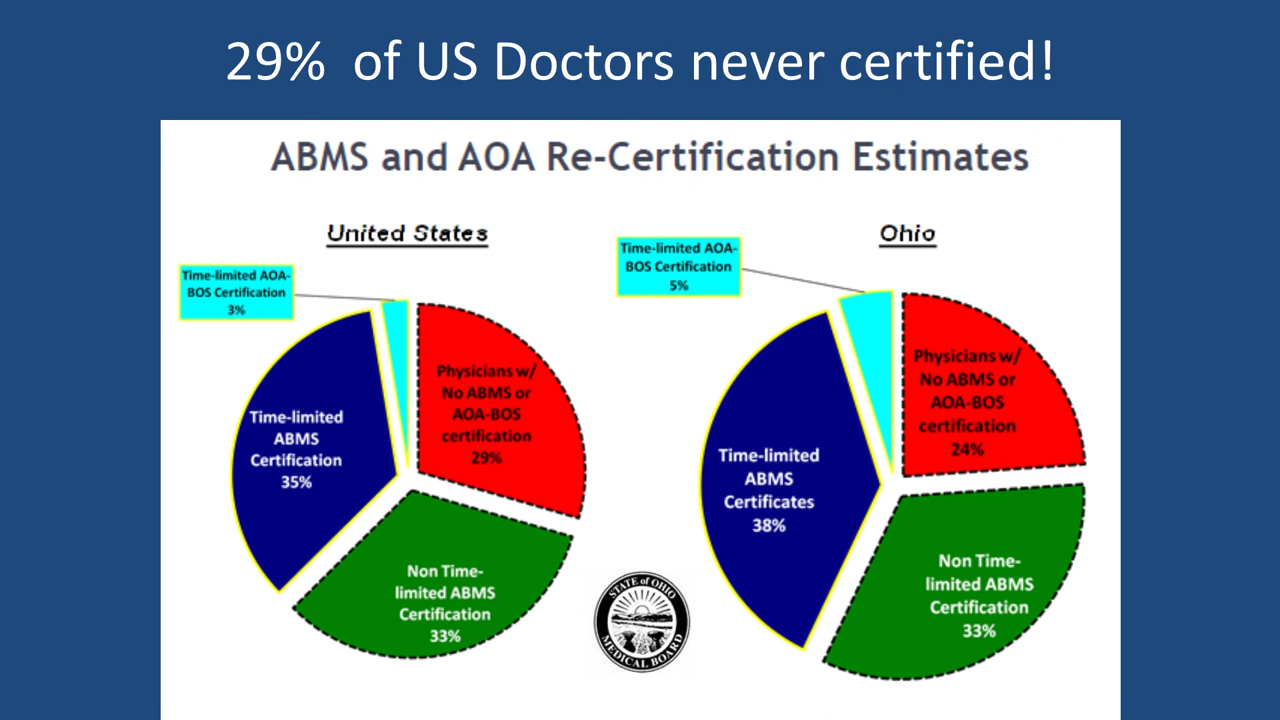 29% of US Doctors never certified!
ABMS and AOA Re-Certification Estimates
United States
Time-limited AOA-
BOS Certification
3%
Physicians w/
No ABMS or
AOA-BOS
certification
29%
Time-limited
ABMS
Certification
35%
Non Time-
limited ABMS
Certification
33%
Ohio
Time-limited AOA-
BOS Certification
5%
Physicians w/
No ABMS or
AOA-BOS
certification
24%
Time-limited
ABMS
Certificates
38%
Non Time-
limited ABMS
Certification
33%
STATE of OHIO
MEDICAL BOARD